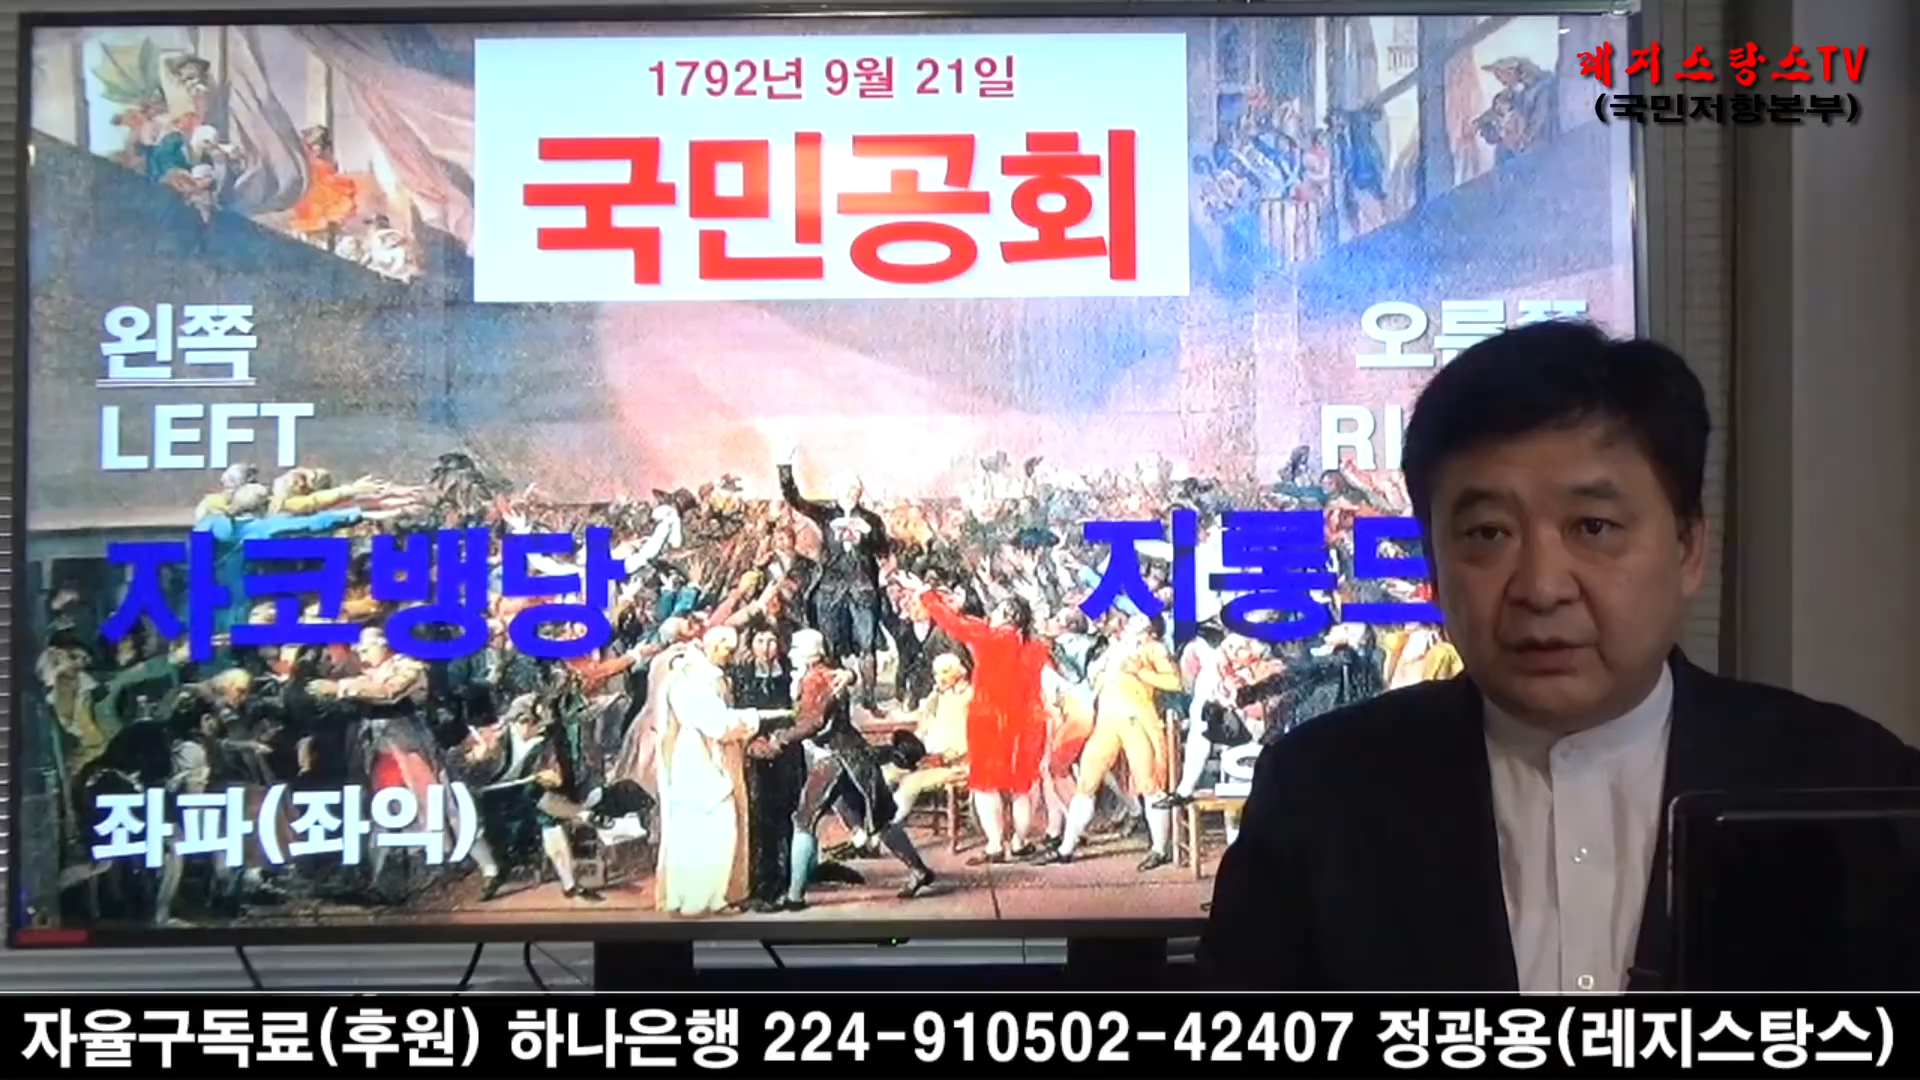 1792년 9월 21일
국민공회
레지스탕스TV
(국민저항본부)
왼쪽
LEFT
자코뱅당
좌파(좌익)
자율구독료(후원) 하나은행 224-910502-42407 정광용(레지스탕스)